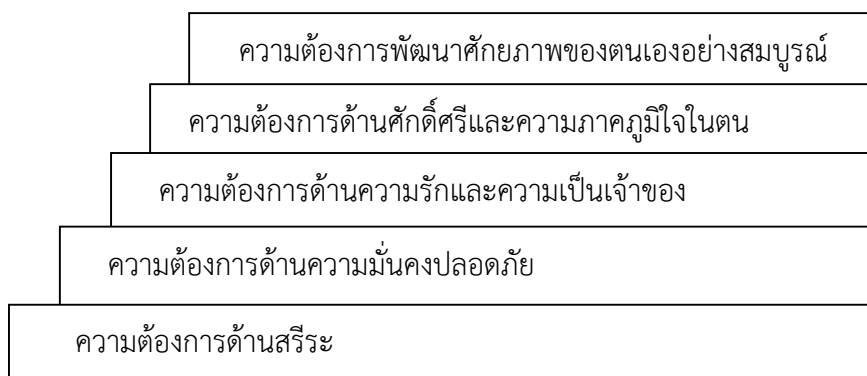 ความต้องการพัฒนาศักยภาพของตนเองอย่างสมบูรณ์
ความต้องการด้านศักดิ์ศรีและความภาคภูมิใจในตน
ความต้องการด้านความรักและความเป็นเจ้าของ
ความต้องการด้านความมั่นคงปลอดภัย
ความต้องการด้านสรีระ